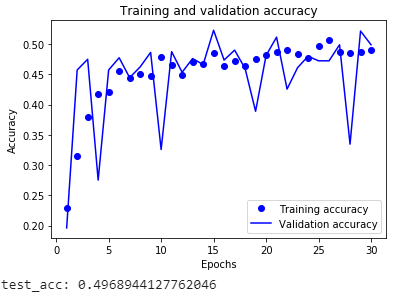 Training and validation accuracy
0.50
0.45
0.40
0.35
0.30
0.25
0.20
Accuracy
Training accuracy
Validation accuracy
0 5 10 15 20 25 30
Epochs
test_acc: 0.4968944127762046